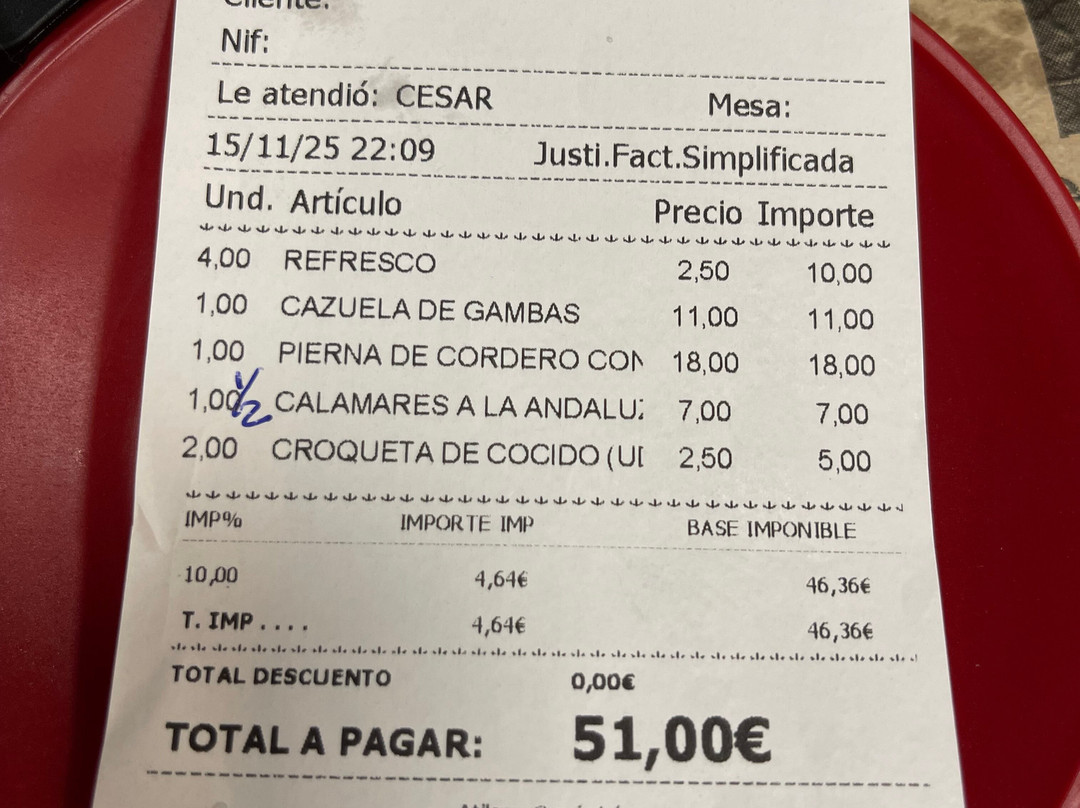 Cliente:
Nif:
Le atendió: CESAR Mesa:
15/11/25 22:09 Justi.Fact.Simplificada
Und. Artículo Precio Importe
4,00 REFRESCO 2,50 10,00
1,00 CAZUELA DE GAMBAS 11,00 11,00
1,00 PIERNA DE CORDERO CON 18,00 18,00
1,00 1/2 CALAMARES A LA ANDALUZ 7,00 7,00
2,00 CROQUETA DE COCIDO (UD 2,50 5,00
IMP% IMPORTE IMP BASE IMPONIBLE
10,00 4,64€ 46,36€
T. IMP .... 4,64€ 46,36€
TOTAL DESCUENTO 0,00€
TOTAL A PAGAR: 51,00€